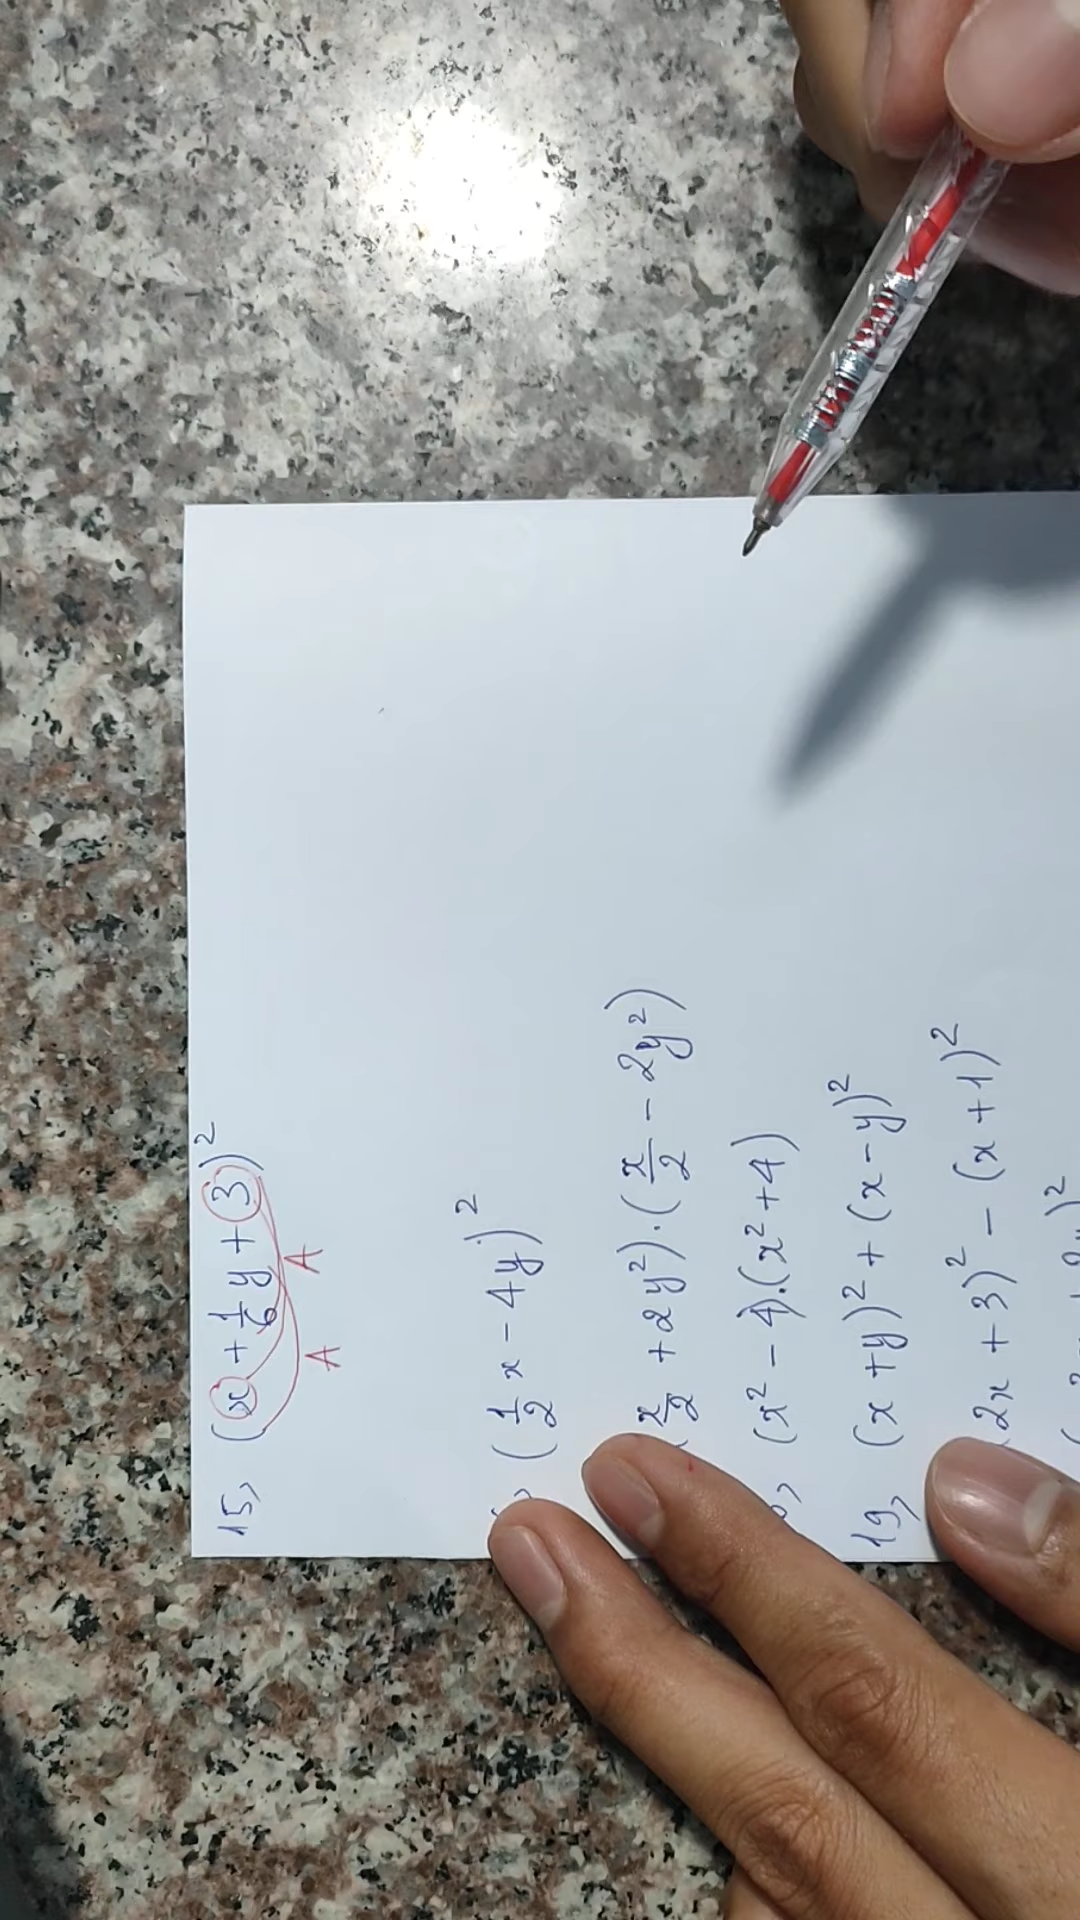 15, (x + 1/6 y + 3)²
A A
(1/2 x - 4y)²
(x/2 + 2y²).(x/2 - 2y²)
(x² - 4).(x² + 4)
19, (x + y)² + (x - y)²
2x + 3)² - (x + 1)²